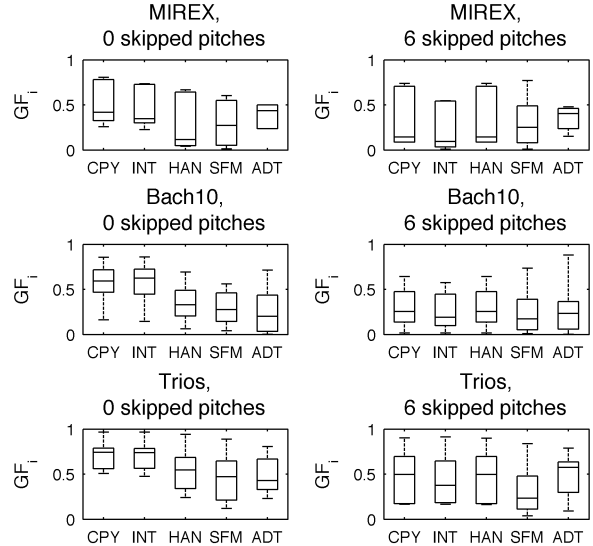 MIREX,
0 skipped pitches
MIREX,
6 skipped pitches
1
0.5
0
GF_i
CPY INT HAN SFM ADT
1
0.5
0
GF_i
CPY INT HAN SFM ADT
Bach10,
0 skipped pitches
Bach10,
6 skipped pitches
1
0.5
0
GF_i
CPY INT HAN SFM ADT
1
0.5
0
GF_i
CPY INT HAN SFM ADT
Trios,
0 skipped pitches
Trios,
6 skipped pitches
1
0.5
0
GF_i
CPY INT HAN SFM ADT
1
0.5
0
GF_i
CPY INT HAN SFM ADT